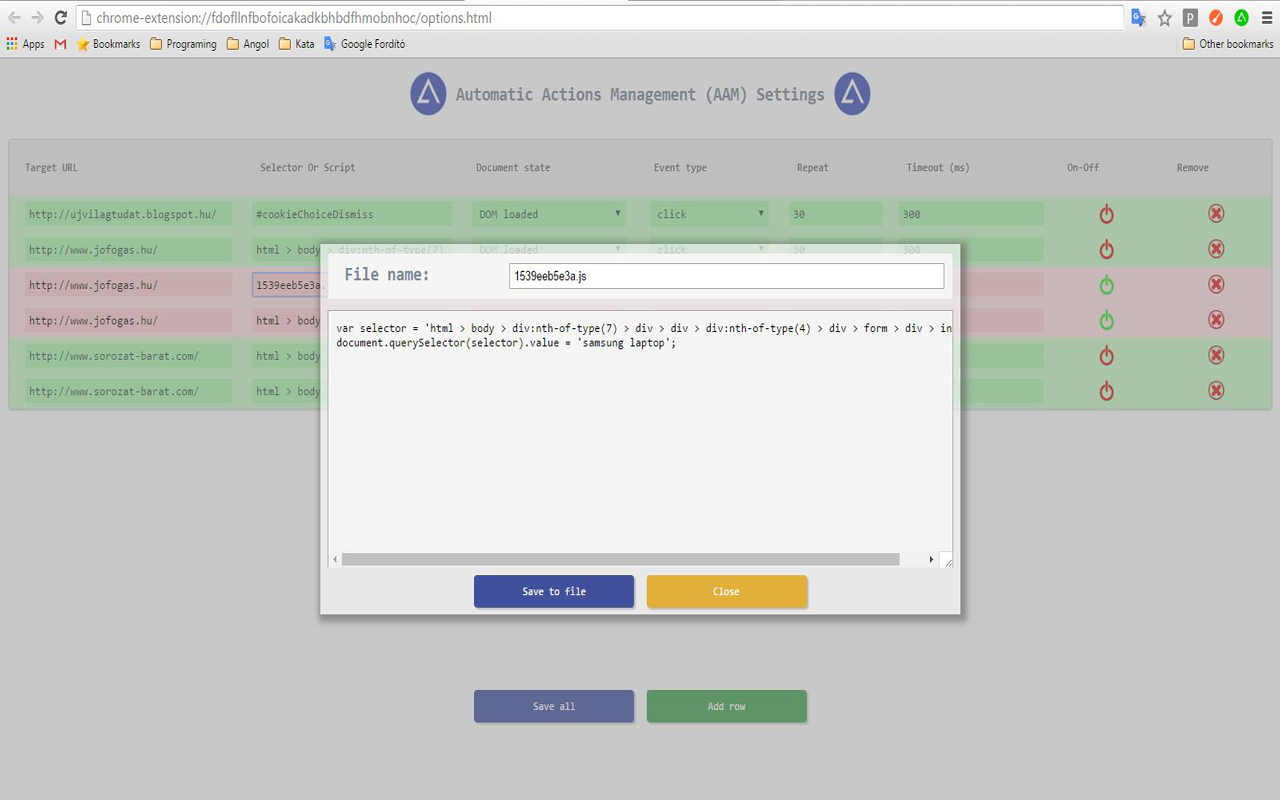 chrome-extension://fdofllnfbofoicakadkbhbdfhmobnhoc/options.html
Apps Bookmarks Programing Angol Kata Google Fordító Other bookmarks
Automatic Actions Management (AAM) Settings
Target URL Selector Or Script Document state Event type Repeat Timeout (ms) On-Off Remove
http://ujvilagtudat.blogspot.hu/ #cookieChoiceDismiss DOM loaded click 30 300
http://www.jofogas.hu/ html > body > div:nth-of-type(7) DOM loaded click 30 300
File name: 1539eeb5e3a.js
http://www.jofogas.hu/ 1539eeb5e3a.
http://www.jofogas.hu/ html > body
var selector = 'html > body > div:nth-of-type(7) > div > div > div:nth-of-type(4) > div > form > div > in
document.querySelector(selector).value = 'samsung laptop';
http://www.sorozat-barat.com/ html > body
http://www.sorozat-barat.com/ html > body
Save to file Close
Save all Add row